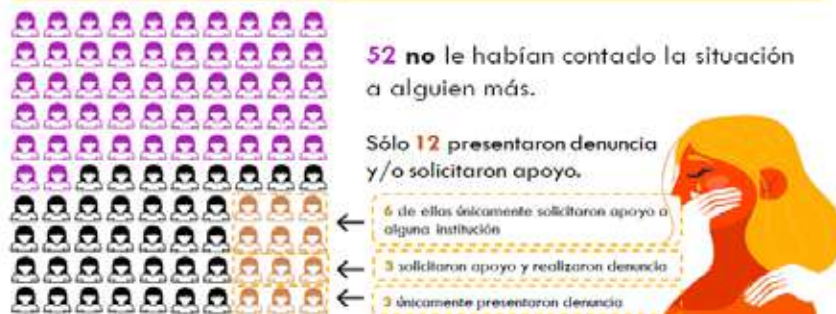 52 no le habían contado la situación
a alguien más.
Sólo 12 presentaron denuncia
y/o solicitaron apoyo.
6 de ellas únicamente solicitaron apoyo a
alguna institución
3 solicitaron apoyo y realizaron denuncia
3 únicamente presentaron denuncia